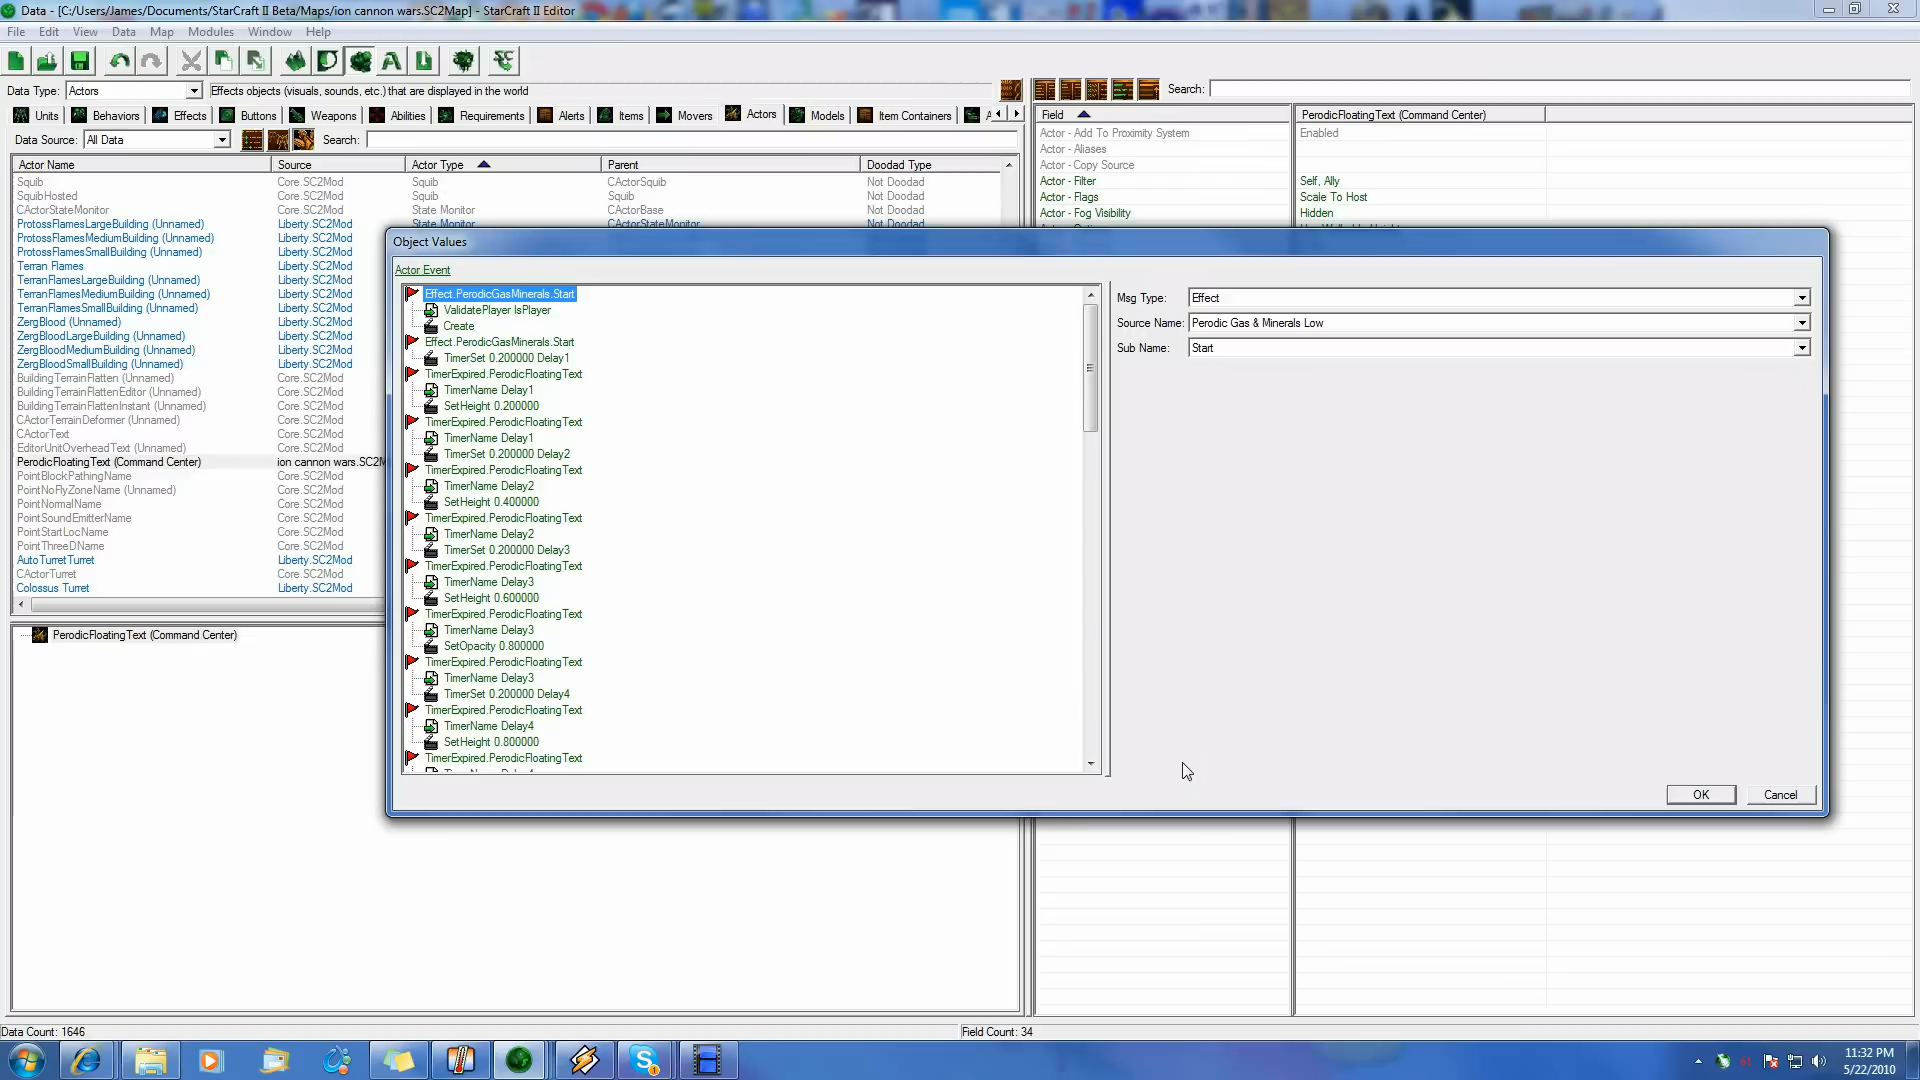 Data - [C:/Users/James/Documents/StarCraft II Beta/Maps/ion cannon wars.SC2Map] - StarCraft II Editor
File Edit View Data Map Modules Window Help
Data Type: Actors Effects objects (visuals, sounds, etc.) that are displayed in the world
Search:
Units Behaviors Effects Buttons Weapons Abilities Requirements Alerts Items Movers Actors Models Item Containers A
Data Source: All Data Search:
Actor Name Source Actor Type Parent Doodad Type
Squib Core.SC2Mod Squib CActorSquib Not Doodad
SquibHosted Core.SC2Mod Squib Squib Not Doodad
CActorStateMonitor Core.SC2Mod State Monitor CActorBase Not Doodad
ProtossFlamesLargeBuilding (Unnamed) Liberty.SC2Mod State Monitor CActorStateMonitor Not Doodad
ProtossFlamesMediumBuilding (Unnamed) Liberty.SC2Mod
ProtossFlamesSmallBuilding (Unnamed) Liberty.SC2Mod
Terran Flames Liberty.SC2Mod
TerranFlamesLargeBuilding (Unnamed) Liberty.SC2Mod
TerranFlamesMediumBuilding (Unnamed) Liberty.SC2Mod
TerranFlamesSmallBuilding (Unnamed) Liberty.SC2Mod
ZergBlood (Unnamed) Liberty.SC2Mod
ZergBloodLargeBuilding (Unnamed) Liberty.SC2Mod
ZergBloodMediumBuilding (Unnamed) Liberty.SC2Mod
ZergBloodSmallBuilding (Unnamed) Liberty.SC2Mod
BuildingTerrainFlatten (Unnamed) Core.SC2Mod
BuildingTerrainFlattenEditor (Unnamed) Core.SC2Mod
BuildingTerrainFlattenInstant (Unnamed) Core.SC2Mod
CActorTerrainDeformer (Unnamed) Core.SC2Mod
CActorText Core.SC2Mod
EditorUnitOverheadText (Unnamed) Core.SC2Mod
PerodicFloatingText (Command Center) ion cannon wars.SC2M
PointBlockPathingName Core.SC2Mod
PointNoFlyZoneName (Unnamed) Core.SC2Mod
PointNormalName Core.SC2Mod
PointSoundEmitterName Core.SC2Mod
PointStartLocName Core.SC2Mod
PointThreeDName Core.SC2Mod
AutoTurretTurret Liberty.SC2Mod
CActorTurret Core.SC2Mod
Colossus Turret Liberty.SC2Mod
PerodicFloatingText (Command Center)
Field PerodicFloatingText (Command Center)
Actor - Add To Proximity System Enabled
Actor - Aliases
Actor - Copy Source
Actor - Filter Self, Ally
Actor - Flags Scale To Host
Actor - Fog Visibility Hidden
Object Values
Actor Event
Effect.PerodicGasMinerals.Start
ValidatePlayer IsPlayer
Create
Effect.PerodicGasMinerals.Start
TimerSet 0.200000 Delay1
TimerExpired.PerodicFloatingText
TimerName Delay1
SetHeight 0.200000
TimerExpired.PerodicFloatingText
TimerName Delay1
TimerSet 0.200000 Delay2
TimerExpired.PerodicFloatingText
TimerName Delay2
SetHeight 0.400000
TimerExpired.PerodicFloatingText
TimerName Delay2
TimerSet 0.200000 Delay3
TimerExpired.PerodicFloatingText
TimerName Delay3
SetHeight 0.600000
TimerExpired.PerodicFloatingText
TimerName Delay3
SetOpacity 0.800000
TimerExpired.PerodicFloatingText
TimerName Delay3
TimerSet 0.200000 Delay4
TimerExpired.PerodicFloatingText
TimerName Delay4
SetHeight 0.800000
TimerExpired.PerodicFloatingText
Msg Type: Effect
Source Name: Perodic Gas & Minerals Low
Sub Name: Start
OK Cancel
Data Count: 1646 Field Count: 34
11:32 PM
5/22/2010